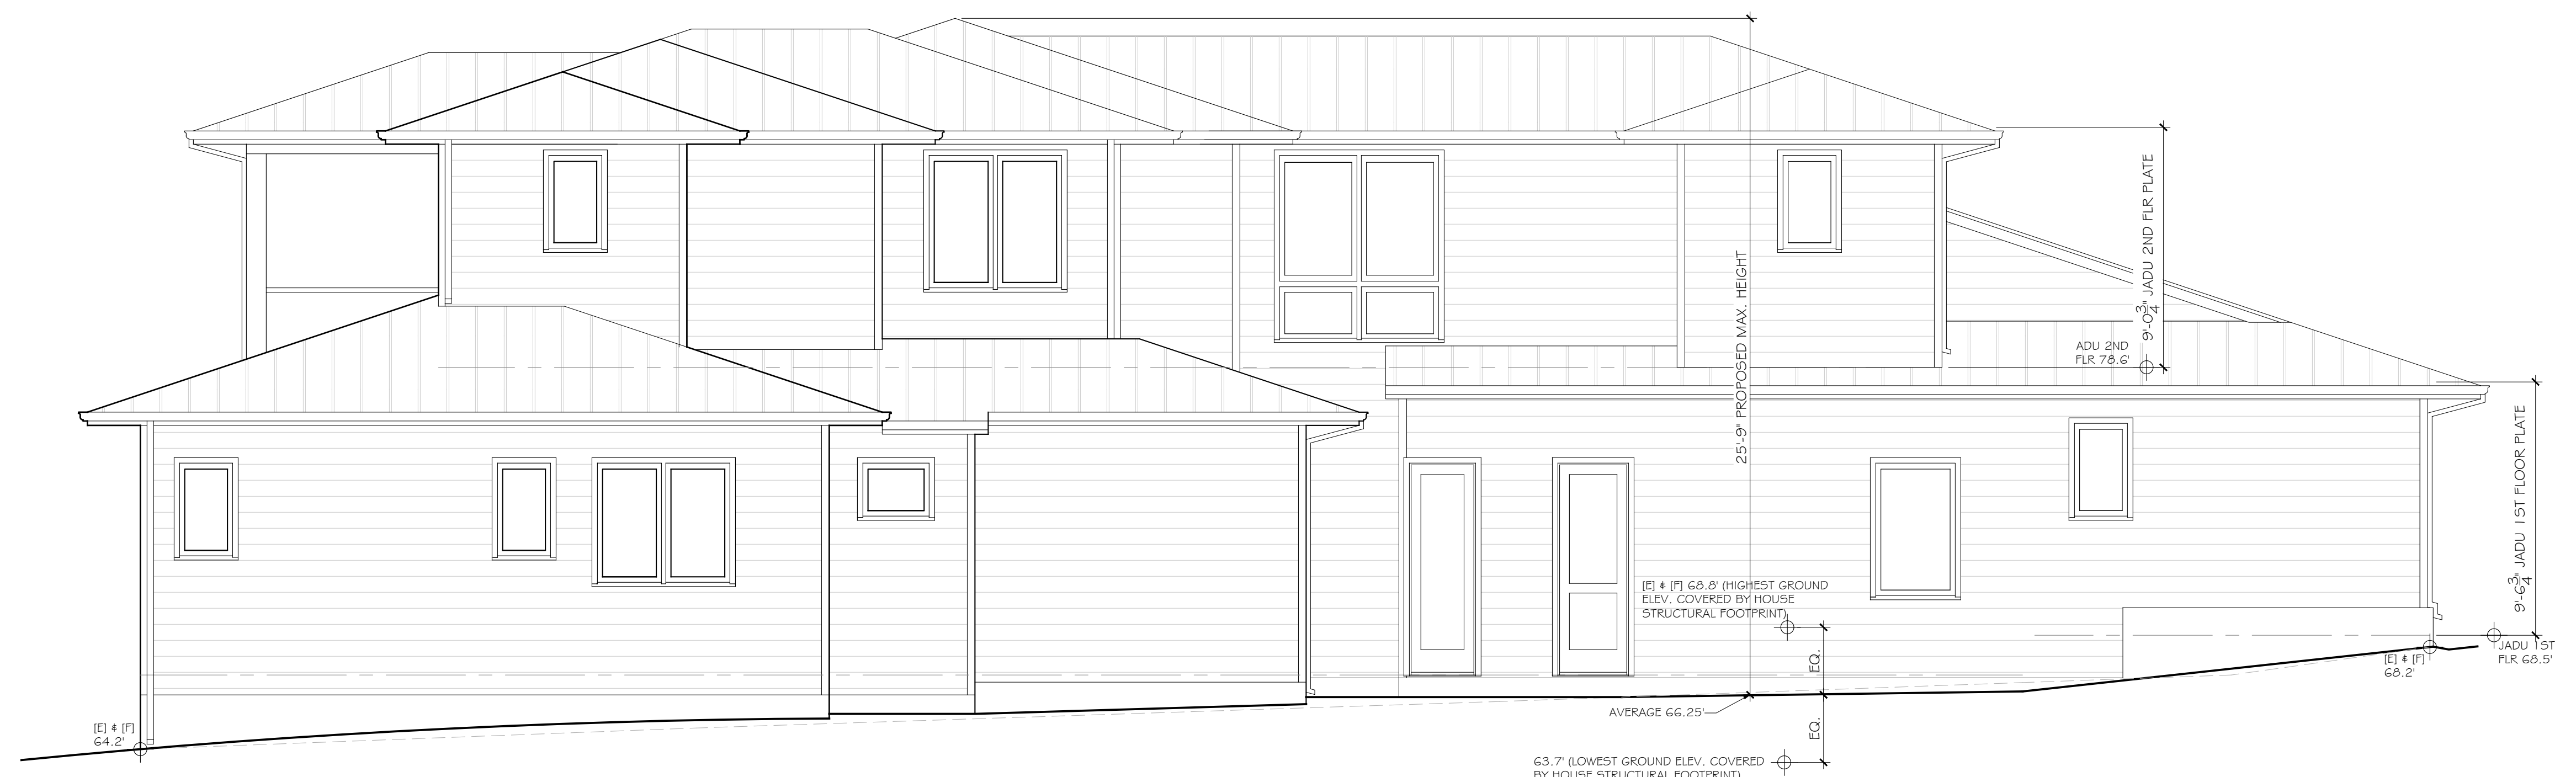 25'-9" PROPOSED MAX. HEIGHT
9'-0 3/4" JADU 2ND FLR PLATE
ADU 2ND
FLR 78.6'
9'-6 3/4" JADU 1ST FLOOR PLATE
[E] & [F] 68.8' (HIGHEST GROUND
ELEV. COVERED BY HOUSE
STRUCTURAL FOOTPRINT)
EQ.
JADU 1ST
FLR 68.5'
[E] & [F]
68.2'
AVERAGE 66.25'
EQ.
[E] & [F]
64.2'
63.7' (LOWEST GROUND ELEV. COVERED
BY HOUSE STRUCTURAL FOOTPRINT)